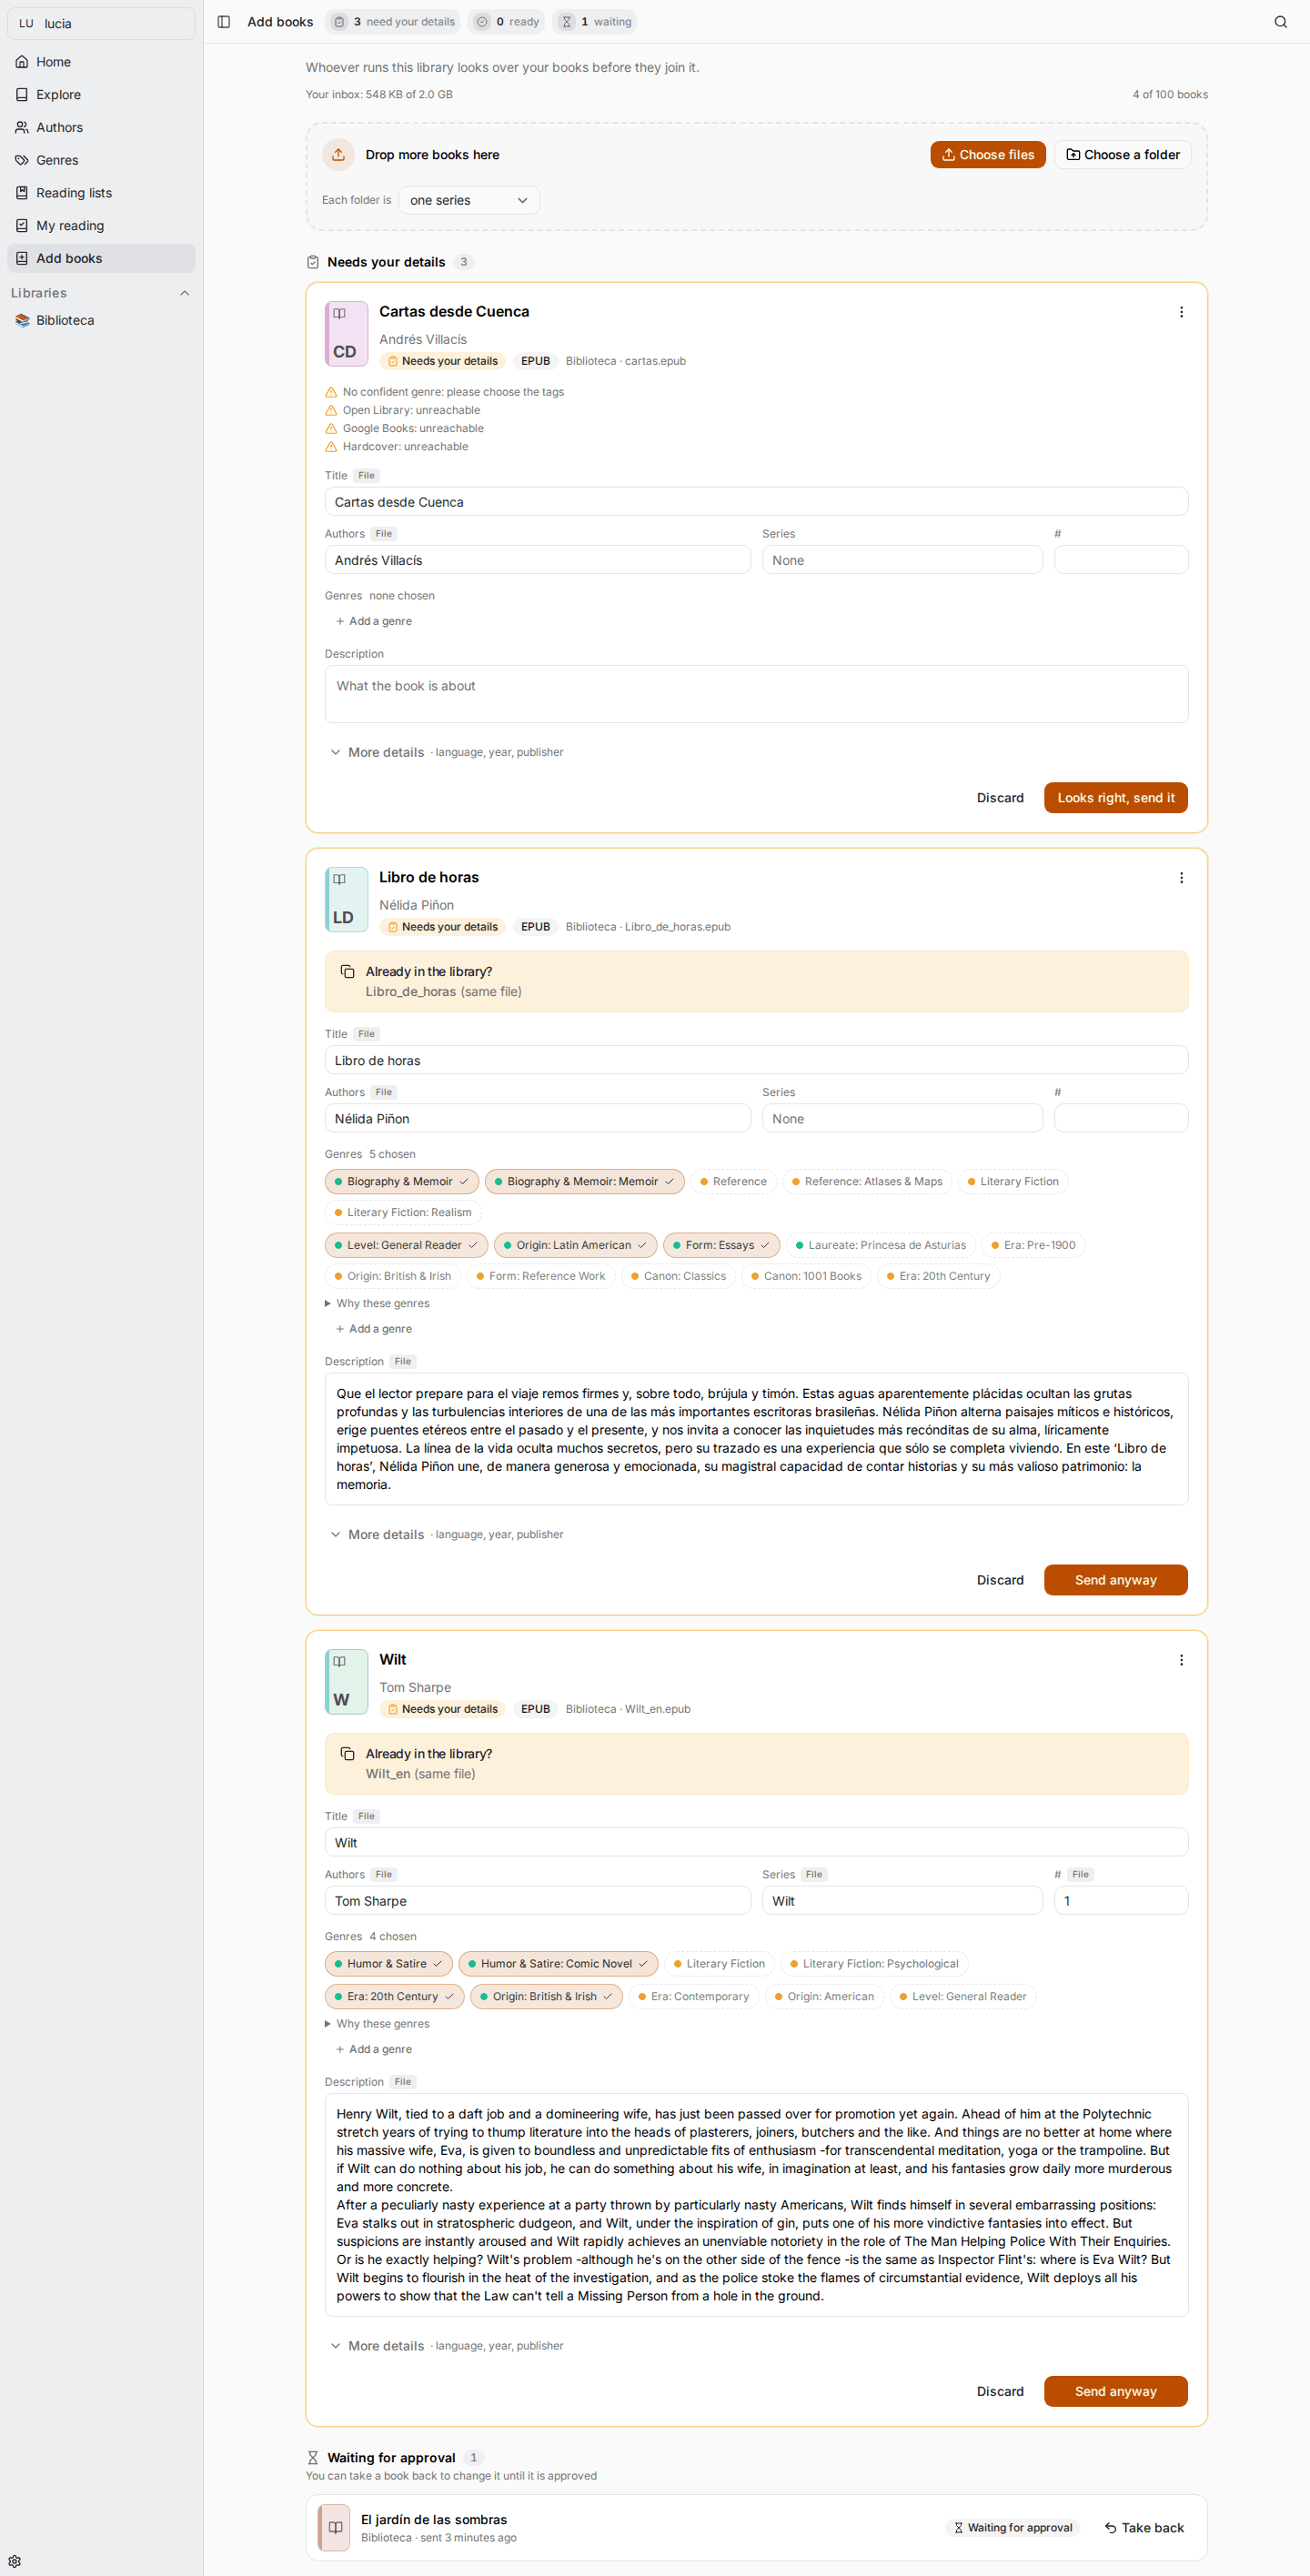 LU lucia
Home
Explore
Authors
Genres
Reading lists
My reading
Add books
Libraries
Biblioteca
Add books 3 need your details 0 ready 1 waiting
Whoever runs this library looks over your books before they join it.
Your inbox: 548 KB of 2.0 GB 4 of 100 books
Drop more books here Choose files Choose a folder
Each folder is one series
Needs your details 3
Cartas desde Cuenca
CD
Andrés Villacís
Needs your details EPUB Biblioteca · cartas.epub
No confident genre: please choose the tags
Open Library: unreachable
Google Books: unreachable
Hardcover: unreachable
Title File
Cartas desde Cuenca
Authors File Series #
Andrés Villacís None
Genres none chosen
+ Add a genre
Description
What the book is about
More details · language, year, publisher
Discard Looks right, send it
Libro de horas
LD
Nélida Piñon
Needs your details EPUB Biblioteca · Libro_de_horas.epub
Already in the library?
Libro_de_horas (same file)
Title File
Libro de horas
Authors File Series #
Nélida Piñon None
Genres 5 chosen
Biography & Memoir Biography & Memoir: Memoir Reference Reference: Atlases & Maps Literary Fiction
Literary Fiction: Realism
Level: General Reader Origin: Latin American Form: Essays Laureate: Princesa de Asturias Era: Pre-1900
Origin: British & Irish Form: Reference Work Canon: Classics Canon: 1001 Books Era: 20th Century
Why these genres
+ Add a genre
Description File
Que el lector prepare para el viaje remos firmes y, sobre todo, brújula y timón. Estas aguas aparentemente plácidas ocultan las grutas
profundas y las turbulencias interiores de una de las más importantes escritoras brasileñas. Nélida Piñon alterna paisajes míticos e históricos,
erige puentes etéreos entre el pasado y el presente, y nos invita a conocer las inquietudes más recónditas de su alma, líricamente
impetuosa. La línea de la vida oculta muchos secretos, pero su trazado es una experiencia que sólo se completa viviendo. En este ‘Libro de
horas’, Nélida Piñon une, de manera generosa y emocionada, su magistral capacidad de contar historias y su más valioso patrimonio: la
memoria.
More details · language, year, publisher
Discard Send anyway
Wilt
W
Tom Sharpe
Needs your details EPUB Biblioteca · Wilt_en.epub
Already in the library?
Wilt_en (same file)
Title File
Wilt
Authors File Series File # File
Tom Sharpe Wilt 1
Genres 4 chosen
Humor & Satire Humor & Satire: Comic Novel Literary Fiction Literary Fiction: Psychological
Era: 20th Century Origin: British & Irish Era: Contemporary Origin: American Level: General Reader
Why these genres
+ Add a genre
Description File
Henry Wilt, tied to a daft job and a domineering wife, has just been passed over for promotion yet again. Ahead of him at the Polytechnic
stretch years of trying to thump literature into the heads of plasterers, joiners, butchers and the like. And things are no better at home where
his massive wife, Eva, is given to boundless and unpredictable fits of enthusiasm -for transcendental meditation, yoga or the trampoline. But
if Wilt can do nothing about his job, he can do something about his wife, in imagination at least, and his fantasies grow daily more murderous
and more concrete.
After a peculiarly nasty experience at a party thrown by particularly nasty Americans, Wilt finds himself in several embarrassing positions:
Eva stalks out in stratospheric dudgeon, and Wilt, under the inspiration of gin, puts one of his more vindictive fantasies into effect. But
suspicions are instantly aroused and Wilt rapidly achieves an unenviable notoriety in the role of The Man Helping Police With Their Enquiries.
Or is he exactly helping? Wilt's problem -although he's on the other side of the fence -is the same as Inspector Flint's: where is Eva Wilt? But
Wilt begins to flourish in the heat of the investigation, and as the police stoke the flames of circumstantial evidence, Wilt deploys all his
powers to show that the Law can't tell a Missing Person from a hole in the ground.
More details · language, year, publisher
Discard Send anyway
Waiting for approval 1
You can take a book back to change it until it is approved
El jardín de las sombras
Biblioteca · sent 3 minutes ago Waiting for approval Take back